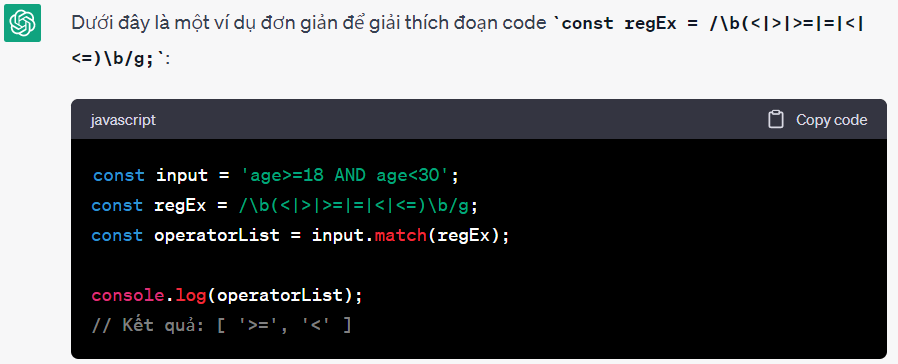 Dưới đây là một ví dụ đơn giản để giải thích đoạn code `const regEx = /\b(<|>|>=|=|<|
<=)\b/g;`:
javascript
Copy code
const input = 'age>=18 AND age<30';
const regEx = /\b(<|>|>=|=|<|<=)\b/g;
const operatorList = input.match(regEx);
console.log(operatorList);
// Kết quả: [ '>=', '<' ]